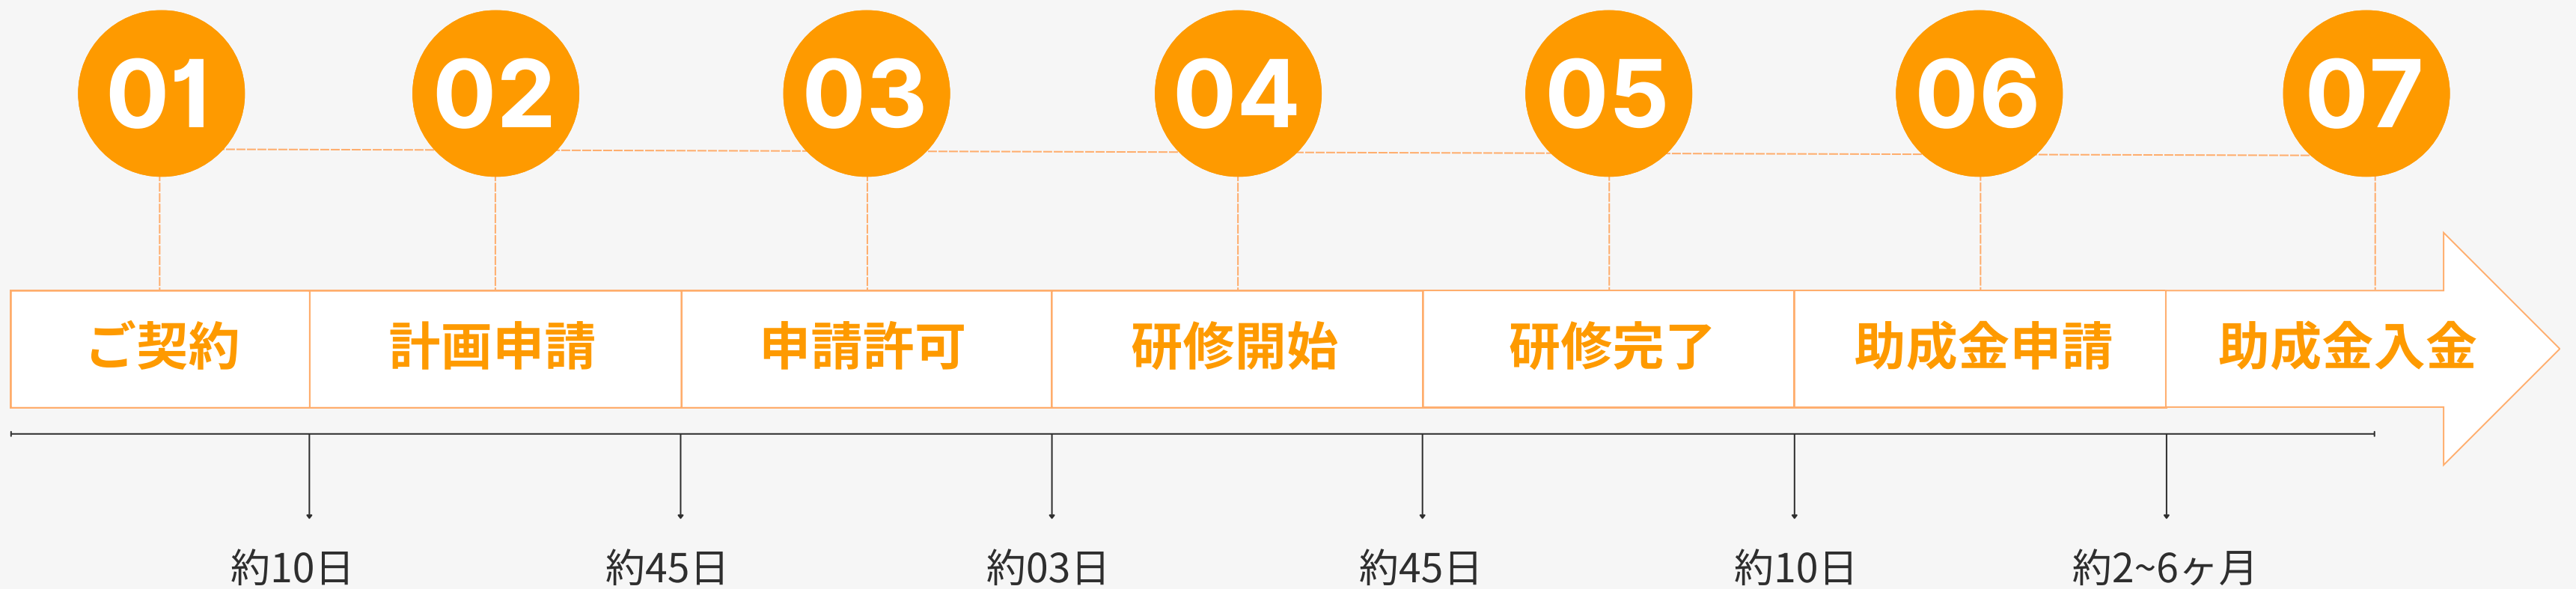 01 02 03 04 05 06 07
ご契約 計画申請 申請許可 研修開始 研修完了 助成金申請 助成金入金
約10日 約45日 約03日 約45日 約10日 約2~6ヶ月